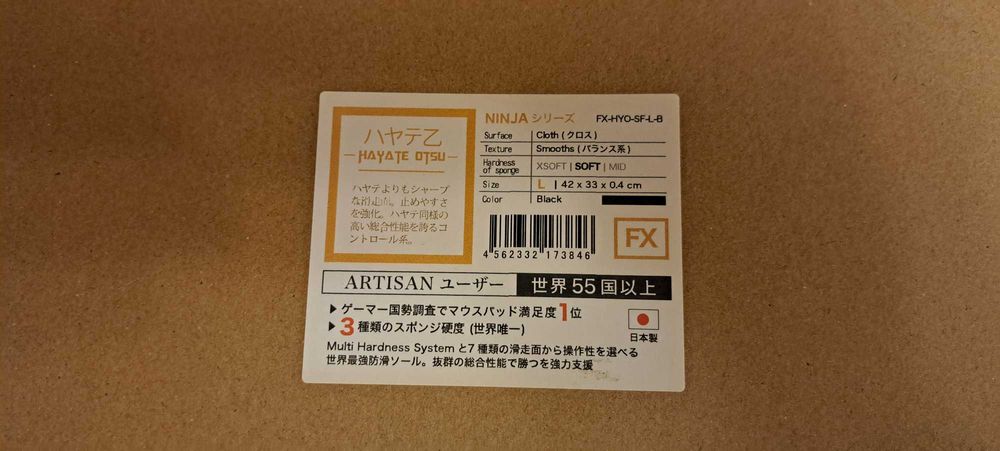 ハヤテ乙
HAYATE OTSU
ハヤテよりもシャープ
な滑走面。止めやすさ
を強化。ハヤテ同様の
高い総合性能を誇るコ
ントロール系。
NINJA シリーズ FX-HYO-SF-L-B
Surface Cloth (クロス)
Texture Smooths (バランス系)
Hardness
of sponge XSOFT | SOFT | MID
Size L | 42 x 33 x 0.4 cm
Color Black
4 562332 173846
FX
ARTISAN ユーザー 世界 55 国以上
▶ ゲーマー国勢調査でマウスパッド満足度 1 位
▶ 3 種類のスポンジ硬度 (世界唯一)
日本製
Multi Hardness System と7 種類の滑走面から操作性を選べる
世界最強防滑ソール。抜群の総合性能で勝つを強力支援